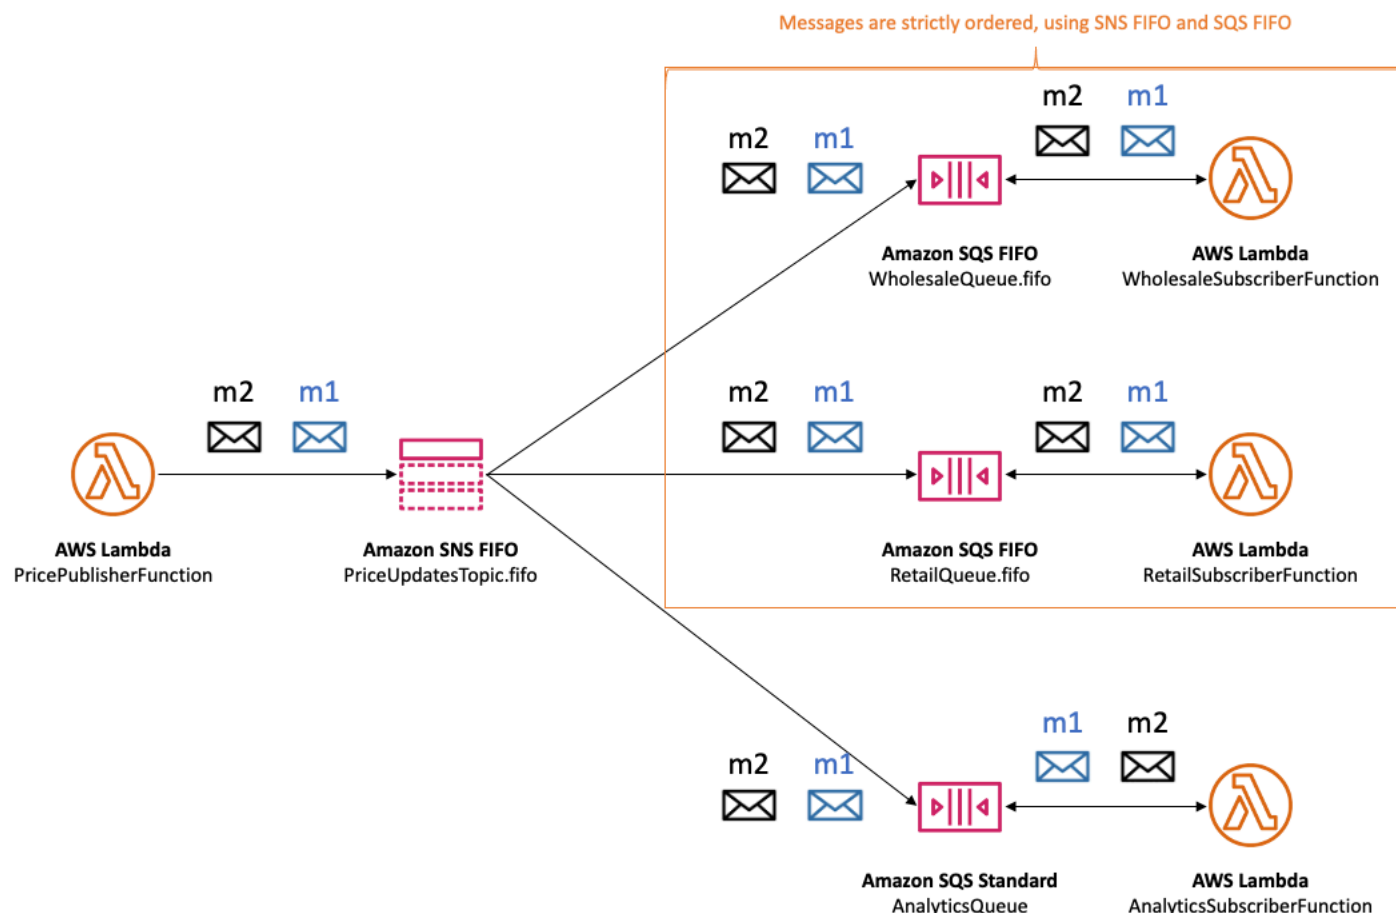 Messages are strictly ordered, using SNS FIFO and SQS FIFO
m2 m1
m2 m1
Amazon SQS FIFO
WholesaleQueue.fifo
AWS Lambda
WholesaleSubscriberFunction
m2 m1
m2 m1
m2 m1
AWS Lambda
PricePublisherFunction
Amazon SNS FIFO
PriceUpdatesTopic.fifo
Amazon SQS FIFO
RetailQueue.fifo
AWS Lambda
RetailSubscriberFunction
m2 m1
m1 m2
Amazon SQS Standard
AnalyticsQueue
AWS Lambda
AnalyticsSubscriberFunction